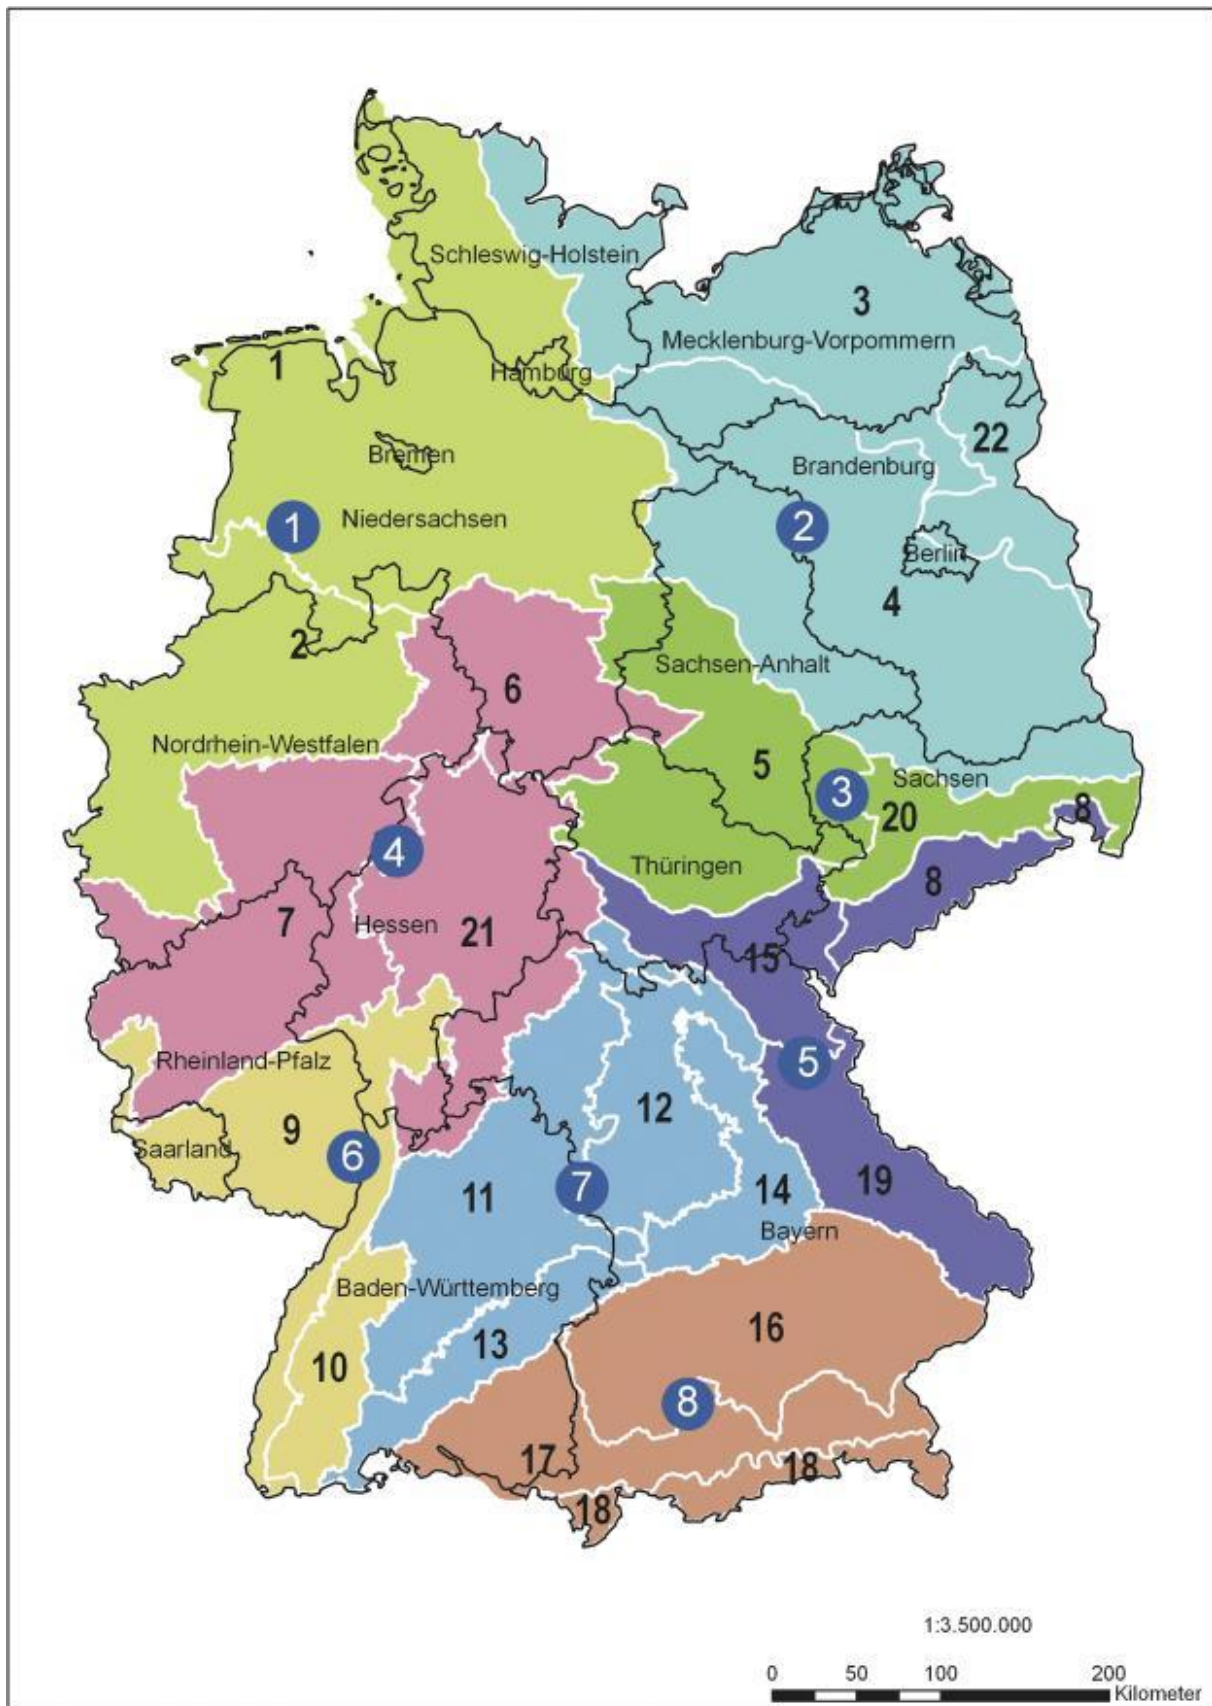 Schleswig-Holstein
3
Mecklenburg-Vorpommern
1
Hamburg
22
Bremen
Brandenburg
1
Niedersachsen
2
Berlin
4
2
Sachsen-Anhalt
6
Nordrhein-Westfalen
5
Sachsen
3
20
8
4
Thüringen
8
7
Hessen
21
15
Rheinland-Pfalz
5
12
9
Saarland
6
11
7
14
19
Bayern
Baden-Württemberg
16
13
10
8
17
18
18
1:3.500.000
0 50 100 200
Kilometer